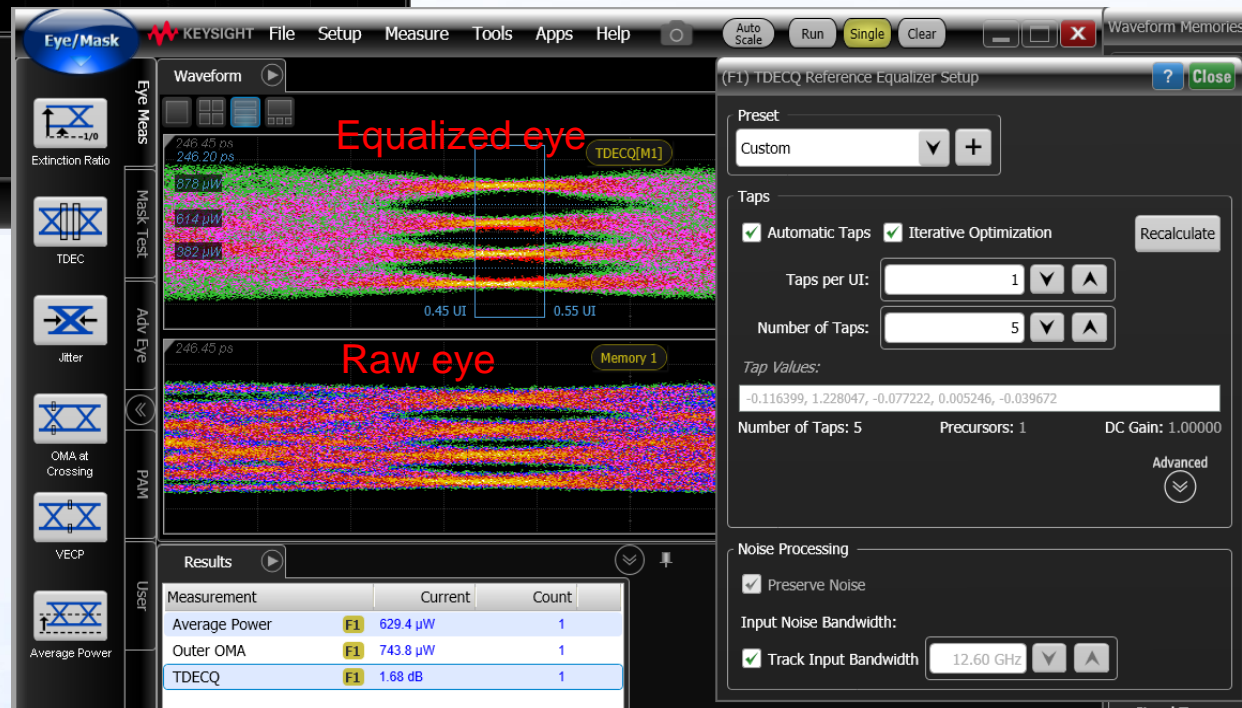 Eye/Mask
KEYSIGHT File Setup Measure Tools Apps Help
Auto Scale
Run
Single
Clear
Waveform Memories
Extinction Ratio
TDEC
Jitter
OMA at
Crossing
VECP
Average Power
Eye Meas
Mask Test
Adv Eye
PAM
User
Waveform
246.45 ps
246.20 ps
Equalized eye
TDECQ[M1]
878 µW
614 µW
382 µW
0.45 UI
0.55 UI
246.45 ps
Raw eye
Memory 1
Results
Measurement Current Count
Average Power F1 629.4 µW 1
Outer OMA F1 743.8 µW 1
TDECQ F1 1.68 dB 1
(F1) TDECQ Reference Equalizer Setup ? Close
Preset
Custom
Taps
Automatic Taps Iterative Optimization Recalculate
Taps per UI: 1
Number of Taps: 5
Tap Values:
-0.116399, 1.228047, -0.077222, 0.005246, -0.039672
Number of Taps: 5 Precursors: 1 DC Gain: 1.00000
Advanced
Noise Processing
Preserve Noise
Input Noise Bandwidth:
Track Input Bandwidth 12.60 GHz